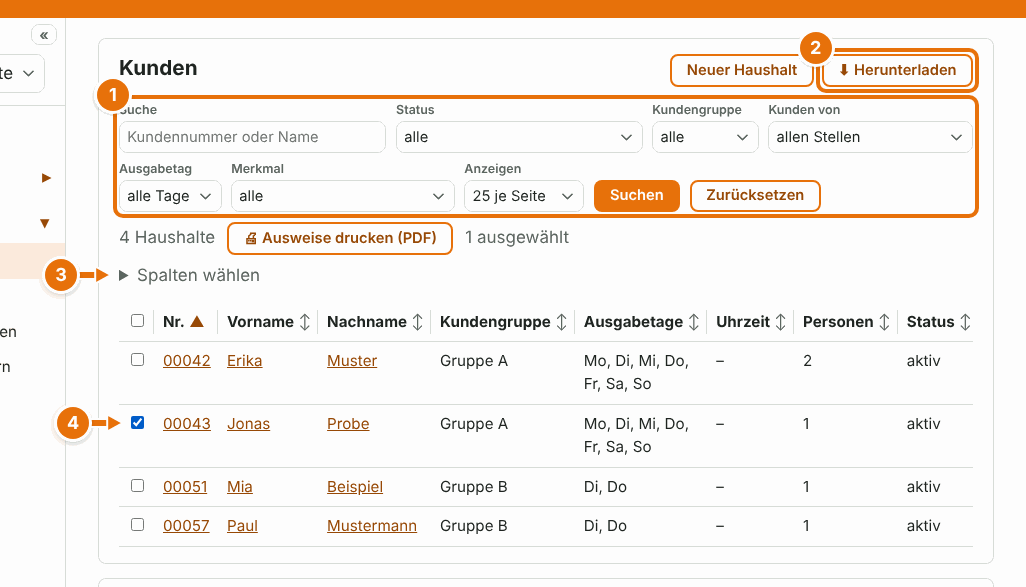 «
te
Kunden
Neuer Haushalt
2
⬇ Herunterladen
1
Suche
Status
Kundengruppe
Kunden von
Kundennummer oder Name
alle
alle
allen Stellen
Ausgabetag
Merkmal
Anzeigen
alle Tage
alle
25 je Seite
Suchen
Zurücksetzen
4 Haushalte
Ausweise drucken (PDF)
1 ausgewählt
3
Spalten wählen
Nr. ▲ Vorname Nachname Kundengruppe Ausgabetage Uhrzeit Personen Status
en
rn
00042 Erika Muster Gruppe A Mo, Di, Mi, Do, – 2 aktiv
Fr, Sa, So
4
00043 Jonas Probe Gruppe A Mo, Di, Mi, Do, – 1 aktiv
Fr, Sa, So
00051 Mia Beispiel Gruppe B Di, Do – 1 aktiv
00057 Paul Mustermann Gruppe B Di, Do – 1 aktiv